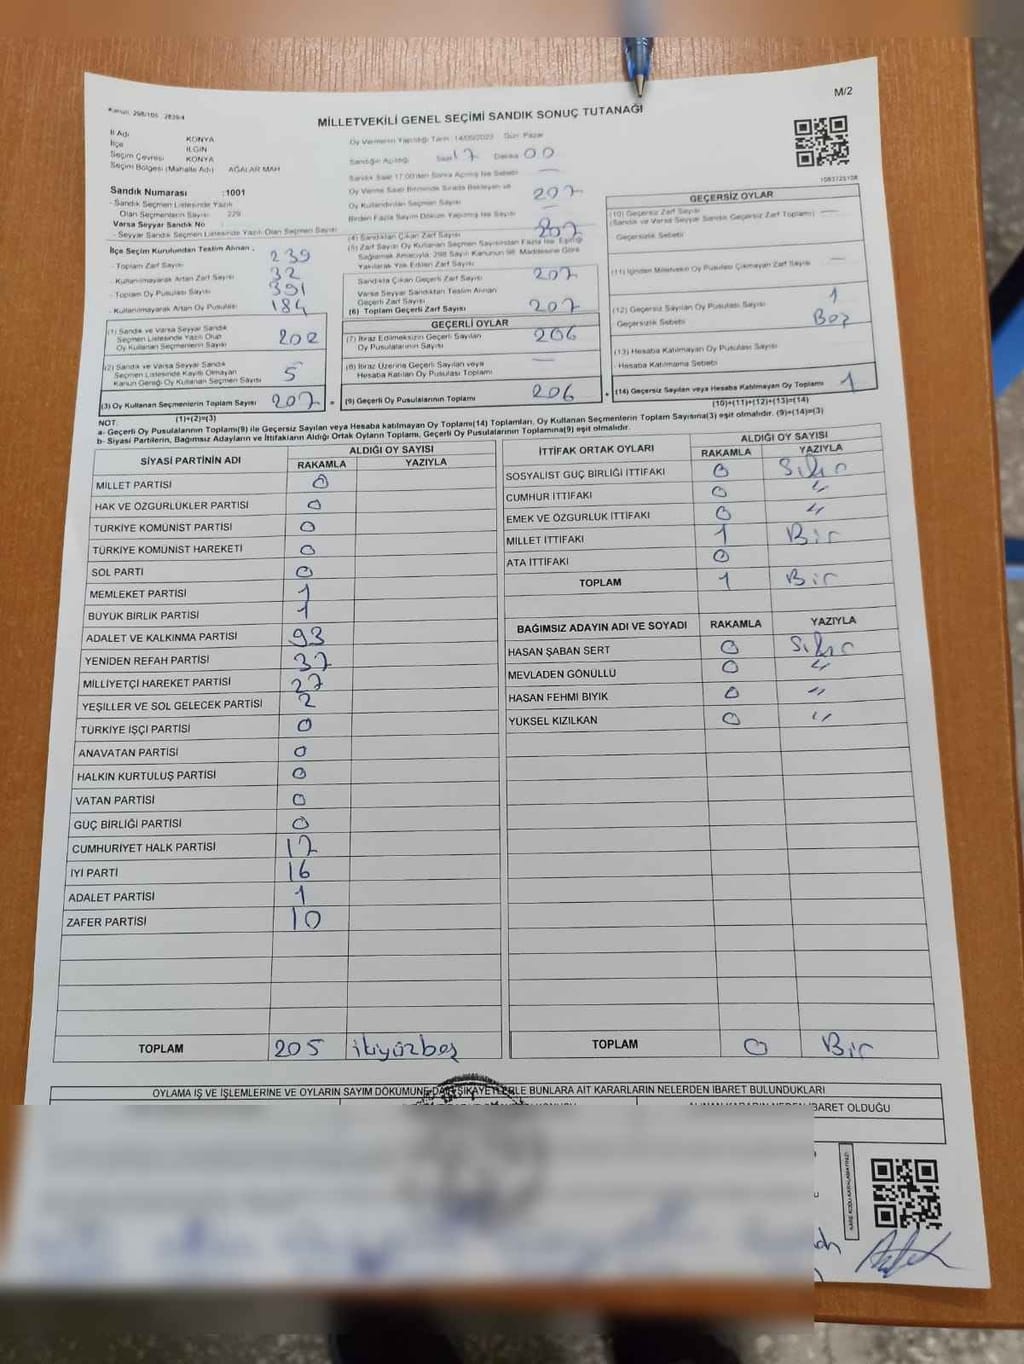 M/2
Kanun: 298/105 2839/4
MİLLETVEKİLİ GENEL SEÇİMİ SANDIK SONUÇ TUTANAĞI
İl Adı KONYA
İlçe ILGIN
Seçim Çevresi KONYA
Seçim Bölgesi (Mahalle Adı) AĞALAR MAH
Sandık Numarası :1001
- Sandık Seçmen Listesinde Yazılı
Olan Seçmenlerin Sayısı : 229
Varsa Seyyar Sandık No :
- Seyyar Sandık Seçmen Listesinde Yazılı Olan Seçmen Sayısı
İlçe Seçim Kurulundan Teslim Alınan ;
- Toplam Zarf Sayısı 239
- Kullanılmayarak Artan Zarf Sayısı 32
- Toplam Oy Pusulası Sayısı 391
- Kullanılmayarak Artan Oy Pusulası 184
(1) Sandık ve Varsa Seyyar Sandık
Seçmen Listesinde Yazılı Olup
Oy Kullanan Seçmenlerin Sayısı 202
(2) Sandık ve Varsa Seyyar Sandık
Seçmen Listesinde Kayıtlı Olmayan
Kanun Gereği Oy Kullanan Seçmen Sayısı 5
(3) Oy Kullanan Seçmenlerin Toplam Sayısı 207
(1)+(2)=(3)
Oy Vermenin Yapıldığı Tarih: 14/05/2023 Gün: Pazar
Sandığın Açıldığı Saat 17 Dakika 00
Sandık Saat 17:00'den Sonra Açılmış İse Sebebi —
Oy Verme Saati Bitiminde Sırada Bekleyen ve
Oy Kullandırılan Seçmen Sayısı 207
Birden Fazla Sayım Döküm Yapılmış İse Sayısı —
(4) Sandıktan Çıkan Zarf Sayısı 207
(5) Zarf Sayısı Oy Kullanan Seçmen Sayısından Fazla İse, Eşitliği
Sağlamak Amacıyla, 298 Sayılı Kanunun 98. Maddesine Göre
Yakılarak Yok Edilen Zarf Sayısı
Sandıkta Çıkan Geçerli Zarf Sayısı 207
Varsa Seyyar Sandıktan Teslim Alınan
Geçerli Zarf Sayısı
(6) Toplam Geçerli Zarf Sayısı 207
GEÇERLİ OYLAR
(7) İtiraz Edilmeksizin Geçerli Sayılan
Oy Pusulalarının Sayısı 206
(8) İtiraz Üzerine Geçerli Sayılan veya
Hesaba Katılan Oy Pusulası Toplamı —
(9) Geçerli Oy Pusulalarının Toplamı 206
GEÇERSİZ OYLAR
(10) Geçersiz Zarf Sayısı
(Sandık ve Varsa Seyyar Sandık Geçersiz Zarf Toplamı) —
Geçersizlik Sebebi
(11) İçinden Milletvekili Oy Pusulası Çıkmayan Zarf Sayısı —
(12) Geçersiz Sayılan Oy Pusulası Sayısı 1
Geçersizlik Sebebi Boş
(13) Hesaba Katılmayan Oy Pusulası Sayısı
- Hesaba Katılmama Sebebi
(14) Geçersiz Sayılan veya Hesaba Katılmayan Oy Toplamı 1
(10)+(11)+(12)+(13)=(14)
NOT:
a- Geçerli Oy Pusulalarının Toplamı(9) ile Geçersiz Sayılan veya Hesaba katılmayan Oy Toplamı(14) Toplamları, Oy Kullanan Seçmenlerin Toplam Sayısına(3) eşit olmalıdır. (9)+(14)=(3)
b- Siyasi Partilerin, Bağımsız Adayların ve İttifakların Aldığı Ortak Oyların Toplamı, Geçerli Oy Pusulalarının Toplamına(9) eşit olmalıdır.
SİYASİ PARTİNİN ADI ALDIĞI OY SAYISI
RAKAMLA YAZIYLA
MİLLET PARTİSİ 0
HAK VE ÖZGÜRLÜKLER PARTİSİ 0
TÜRKİYE KOMÜNİST PARTİSİ 0
TÜRKİYE KOMÜNİST HAREKETİ 0
SOL PARTİ 0
MEMLEKET PARTİSİ 1
BÜYÜK BİRLİK PARTİSİ 1
ADALET VE KALKINMA PARTİSİ 93
YENİDEN REFAH PARTİSİ 37
MİLLİYETÇİ HAREKET PARTİSİ 27
YEŞİLLER VE SOL GELECEK PARTİSİ 2
TÜRKİYE İŞÇİ PARTİSİ 0
ANAVATAN PARTİSİ 0
HALKIN KURTULUŞ PARTİSİ 0
VATAN PARTİSİ 0
GÜÇ BİRLİĞİ PARTİSİ 0
CUMHURİYET HALK PARTİSİ 17
İYİ PARTİ 16
ADALET PARTİSİ 1
ZAFER PARTİSİ 10
TOPLAM 205 ikiyüzbeş
İTTİFAK ORTAK OYLARI ALDIĞI OY SAYISI
RAKAMLA YAZIYLA
SOSYALİST GÜÇ BİRLİĞİ İTTİFAKI 0 Sıfır
CUMHUR İTTİFAKI 0 "
EMEK VE ÖZGÜRLÜK İTTİFAKI 0 "
MİLLET İTTİFAKI 1 Bir
ATA İTTİFAKI 0
TOPLAM 1 Bir
BAĞIMSIZ ADAYIN ADI VE SOYADI RAKAMLA YAZIYLA
HASAN ŞABAN SERT 0 Sıfır
MEVLADEN GÖNÜLLÜ 0 "
HASAN FEHMİ BIYIK 0 "
YÜKSEL KIZILKAN 0 "
TOPLAM 0 Bir
OYLAMA İŞ VE İŞLEMLERİNE VE OYLARIN SAYIM DÖKÜMÜNE DAİR ŞİKAYETLERLE BUNLARA AİT KARARLARIN NELERDEN İBARET BULUNDUKLARI
ALINAN KARARIN NEDEN İBARET OLDUĞU